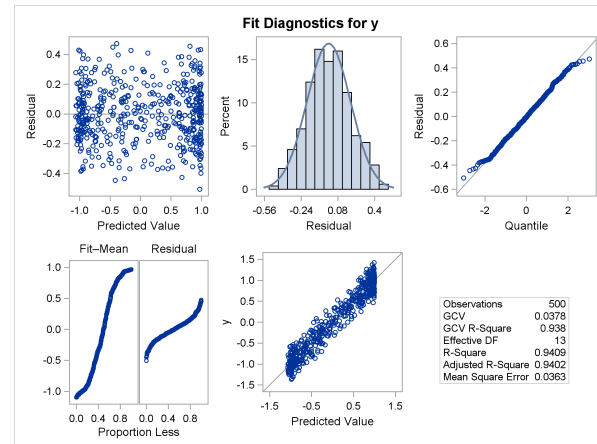 Fit Diagnostics for y
Residual
0.4
0.2
0.0
-0.2
-0.4
-1.0 -0.5 0.0 0.5 1.0
Predicted Value
Percent
15
10
5
0
-0.56 -0.24 0.08 0.4
Residual
Residual
0.6
0.4
0.2
0.0
-0.2
-0.4
-0.6
-2 0 2
Quantile
Fit–Mean Residual
1.0
0.5
0.0
-0.5
-1.0
0.0 0.4 0.8 0.0 0.4 0.8
Proportion Less
y
1.5
1.0
0.5
0.0
-0.5
-1.0
-1.5
-1.5 -0.5 0.5 1.5
Predicted Value
Observations 500
GCV 0.0378
GCV R-Square 0.938
Effective DF 13
R-Square 0.9409
Adjusted R-Square 0.9402
Mean Square Error 0.0363